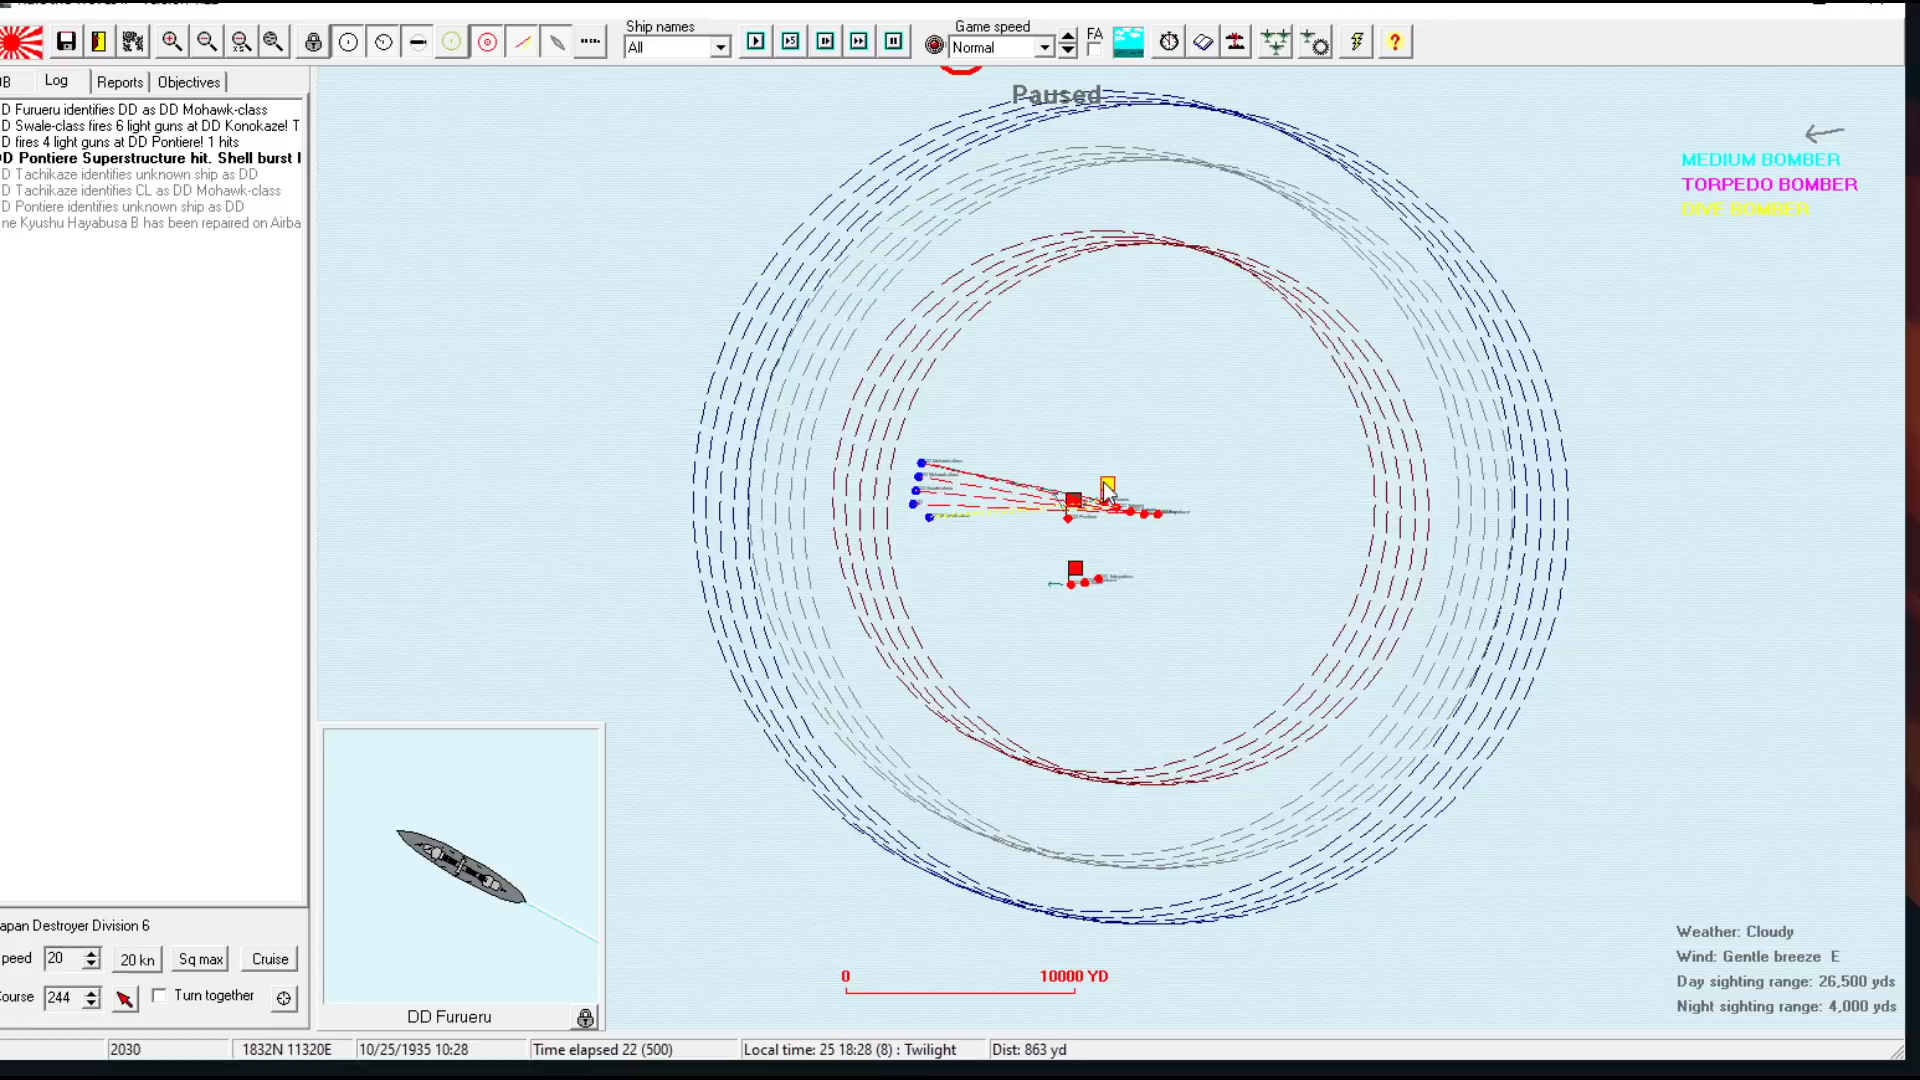 Ship names
Game speed
All
Normal
FA
Log
Reports
Objectives
Paused
D Furueru identifies DD as DD Mohawk-class
D Swale-class fires 6 light guns at DD Konokaze! T
D fires 4 light guns at DD Pontiere! 1 hits
D Pontiere Superstructure hit. Shell burst
D Tachikaze identifies unknown ship as DD
D Tachikaze identifies CL as DD Mohawk-class
D Pontiere identifies unknown ship as DD
ne Kyushu Hayabusa B has been repaired on Airba
MEDIUM BOMBER
TORPEDO BOMBER
DIVE BOMBER
apan Destroyer Division 6
peed
20
20 kn
Sq max
Cruise
ourse
244
Turn together
DD Furueru
0
10000 YD
Weather: Cloudy
Wind: Gentle breeze E
Day sighting range: 26,500 yds
Night sighting range: 4,000 yds
2030
1832N 11320E
10/25/1935 10:28
Time elapsed 22 (500)
Local time: 25 18:28 (8) : Twilight
Dist: 863 yd